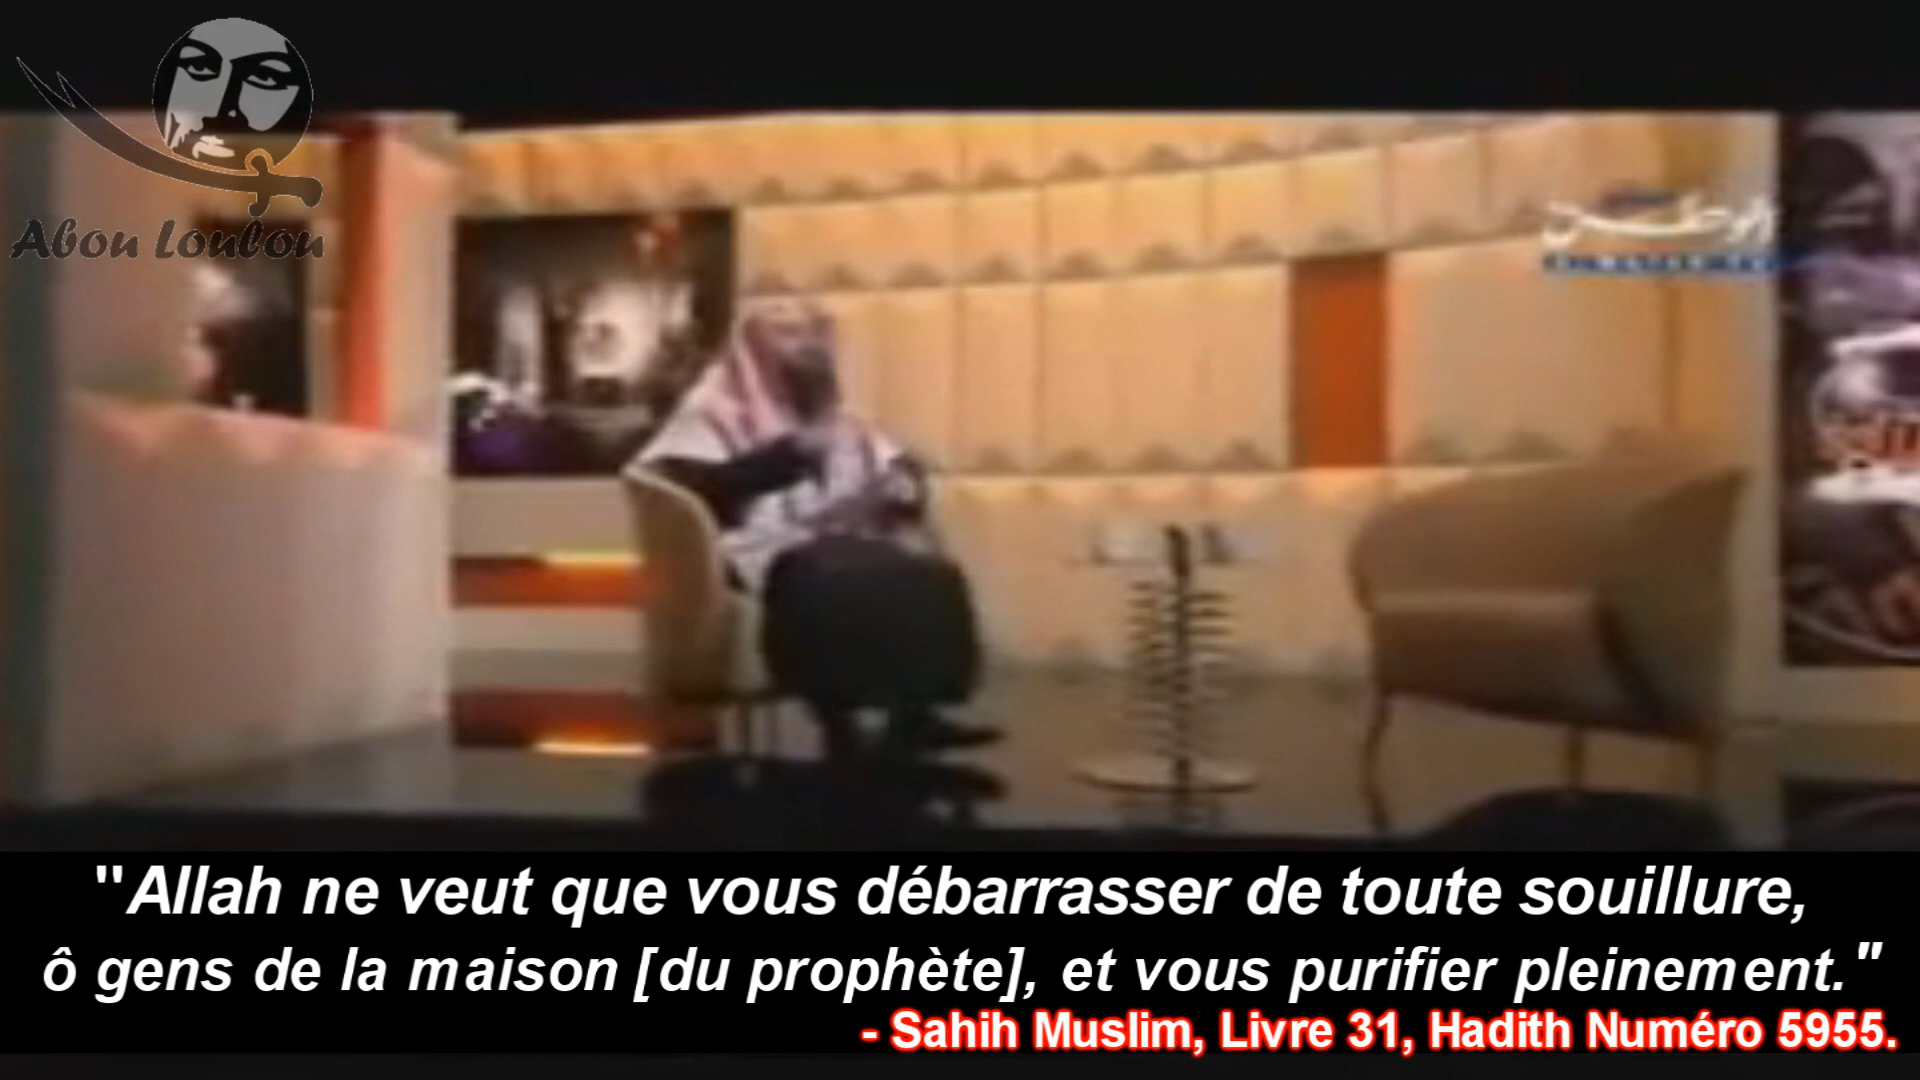 Abou Loulou
الوطن
"Allah ne veut que vous débarrasser de toute souillure,
ô gens de la maison [du prophète], et vous purifier pleinement."
- Sahih Muslim, Livre 31, Hadith Numéro 5955.